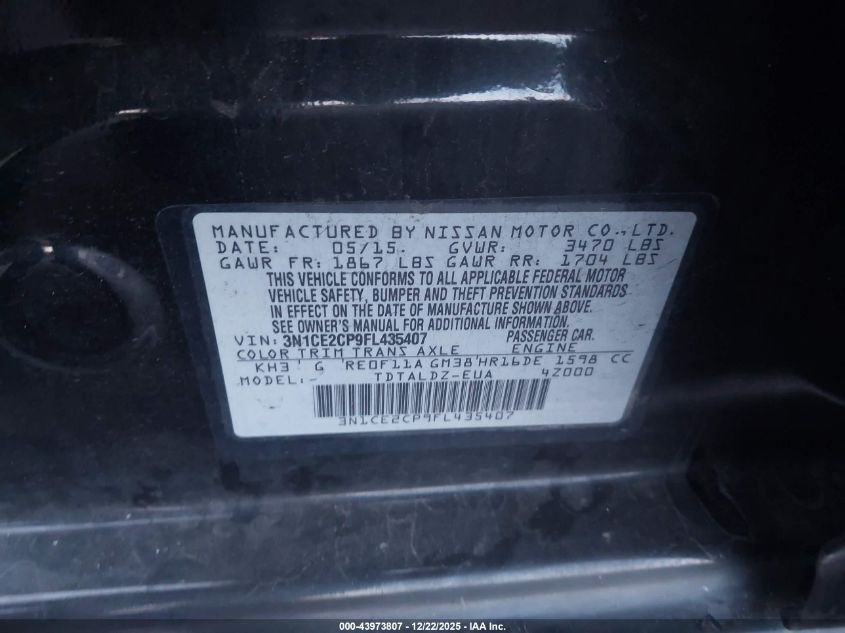 MANUFACTURED BY NISSAN MOTOR CO.,LTD.
DATE: 05/15. GVWR: 3470 LBS
GAWR FR: 1867 LBS GAWR RR: 1704 LBS
THIS VEHICLE CONFORMS TO ALL APPLICABLE FEDERAL MOTOR
VEHICLE SAFETY, BUMPER AND THEFT PREVENTION STANDARDS
IN EFFECT ON THE DATE OF MANUFACTURE SHOWN ABOVE.
SEE OWNER'S MANUAL FOR ADDITIONAL INFORMATION.
VIN: 3N1CE2CP9FL435407 PASSENGER CAR.
COLOR TRIM TRANS AXLE ENGINE
KH3 G RE0F11A GM38 HR16DE 1598 CC
MODEL:- TDTALDZ-EUA 4Z000
3N1CE2CP9FL435407
000-43973807 - 12/22/2025 - IAA Inc.